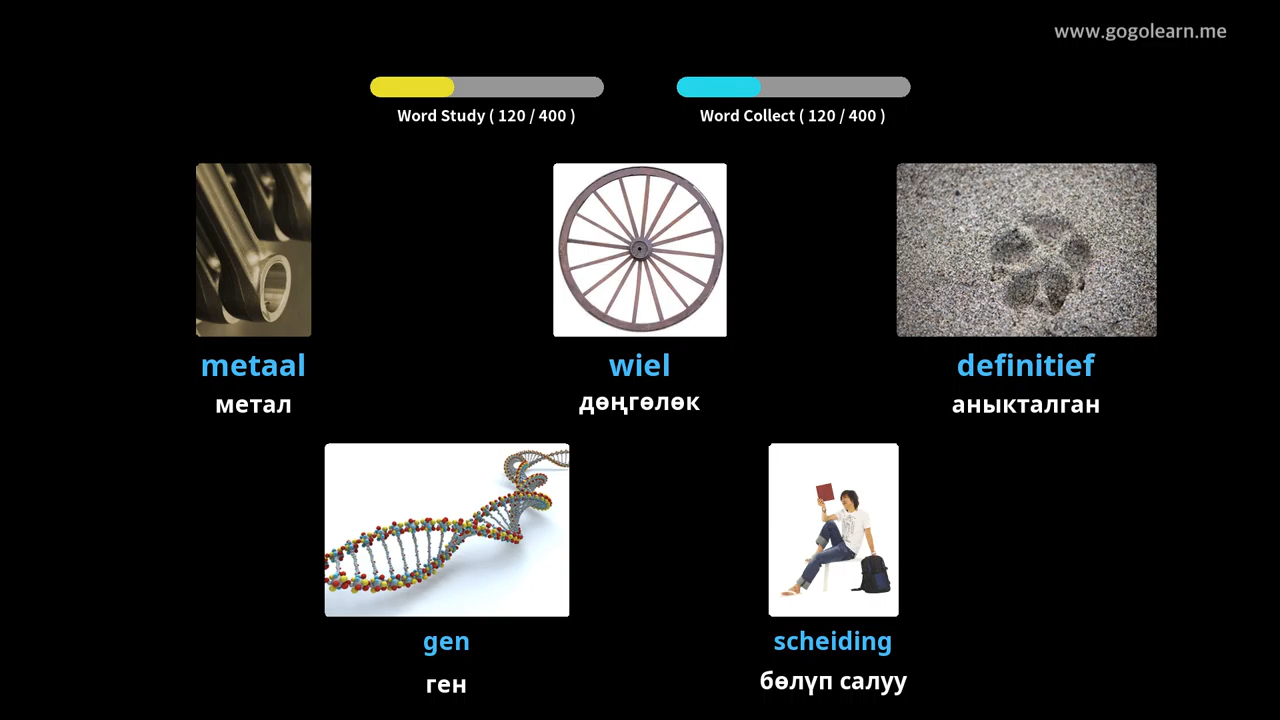 www.gogolearn.me
Word Study ( 120 / 400 )
Word Collect ( 120 / 400 )
metaal
метал
wiel
дөңгөлөк
definitief
аныкталган
gen
ген
scheiding
бөлүп салуу